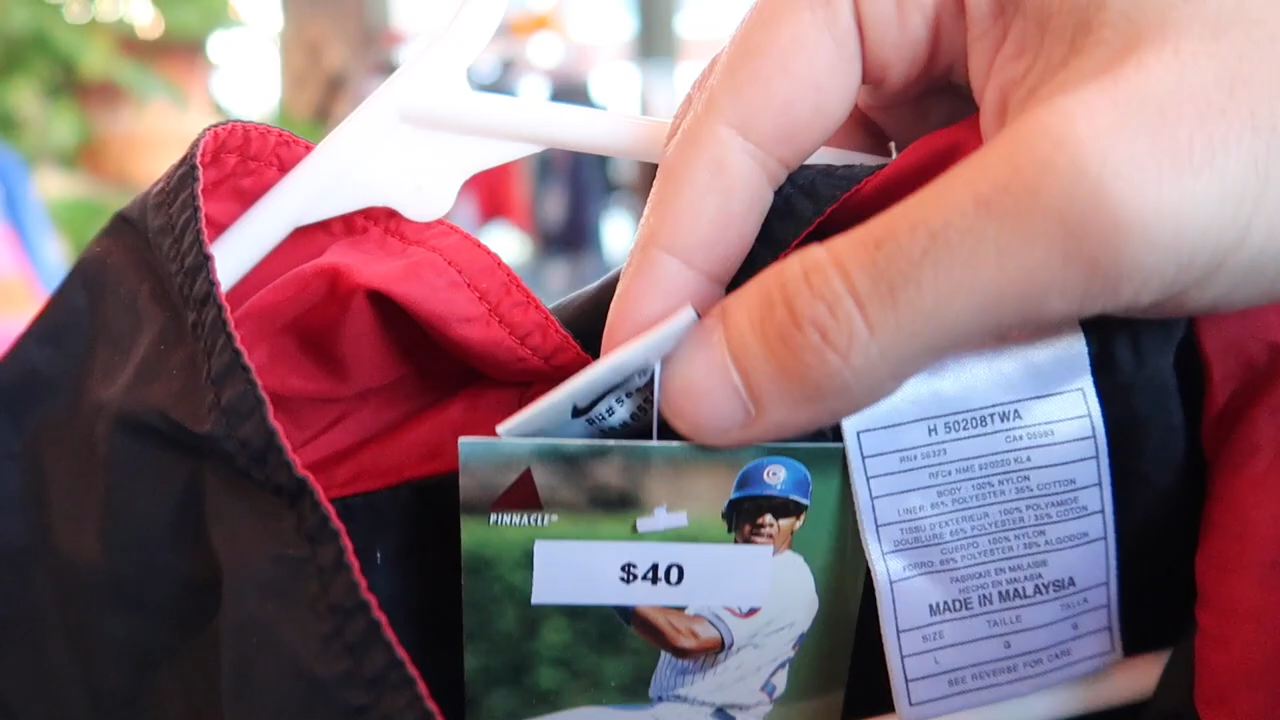 PINNACLE
$40
H 50208TWA
RN# 56323
CA# 05553
RFC# NME 920220 KL4
BODY : 100% NYLON
LINER: 65% POLYESTER / 35% COTTON
TISSU D'EXTERIEUR : 100% POLYAMIDE
DOUBLURE: 65% POLYESTER / 35% COTON
CUERPO : 100% NYLON
FORRO: 65% POLYESTER / 35% ALGODON
FABRIQUE EN MALAISIE
HECHO EN MALASIA
MADE IN MALAYSIA
SIZE TAILLE TALLA
L G G
SEE REVERSE FOR CARE